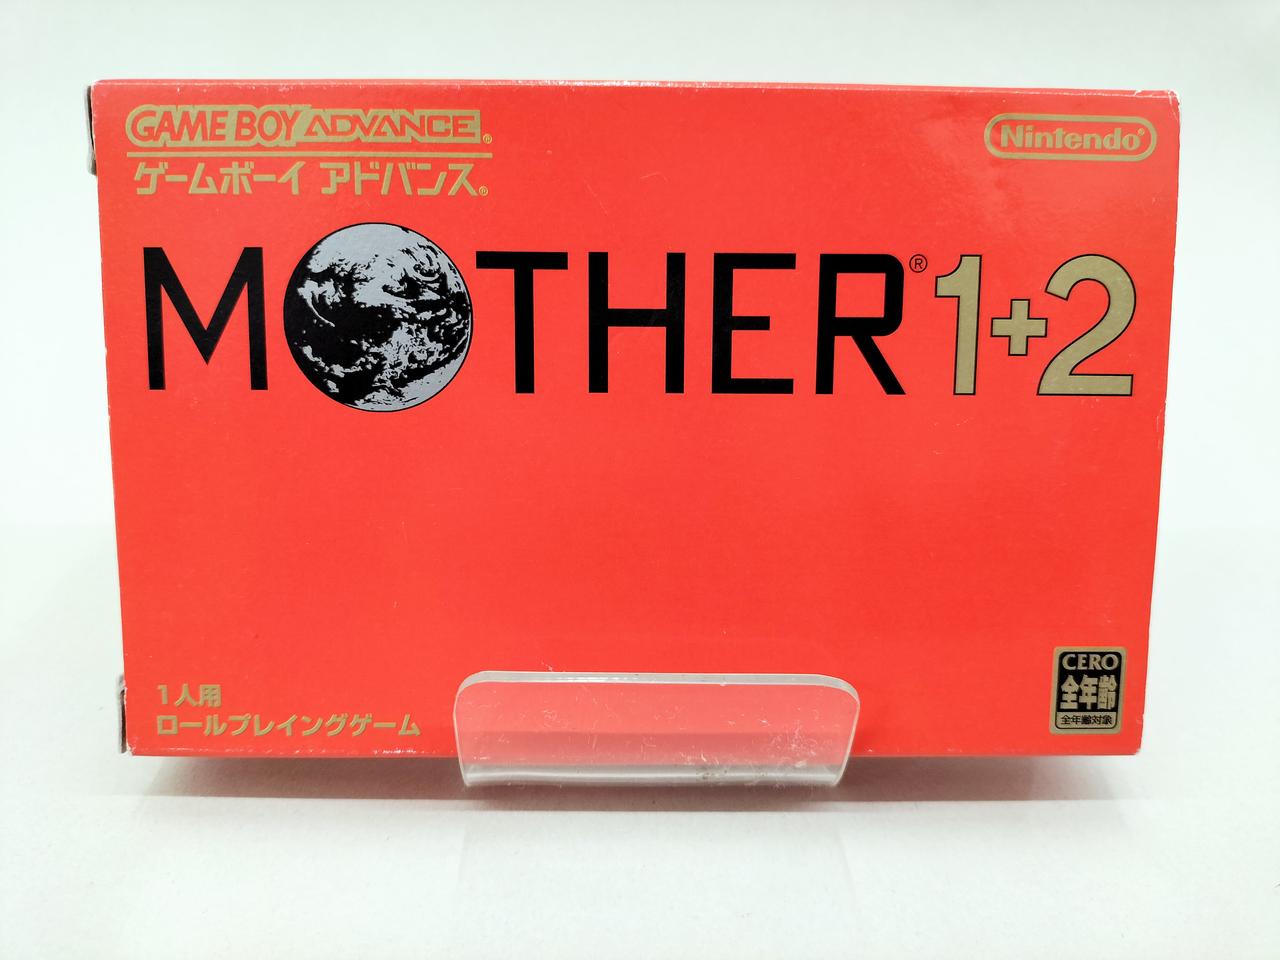 GAME BOY ADVANCE®
ゲームボーイ アドバンス®
Nintendo®
MOTHER® 1+2
1人用
ロールプレイングゲーム
CERO
全年齢
全年齢対象